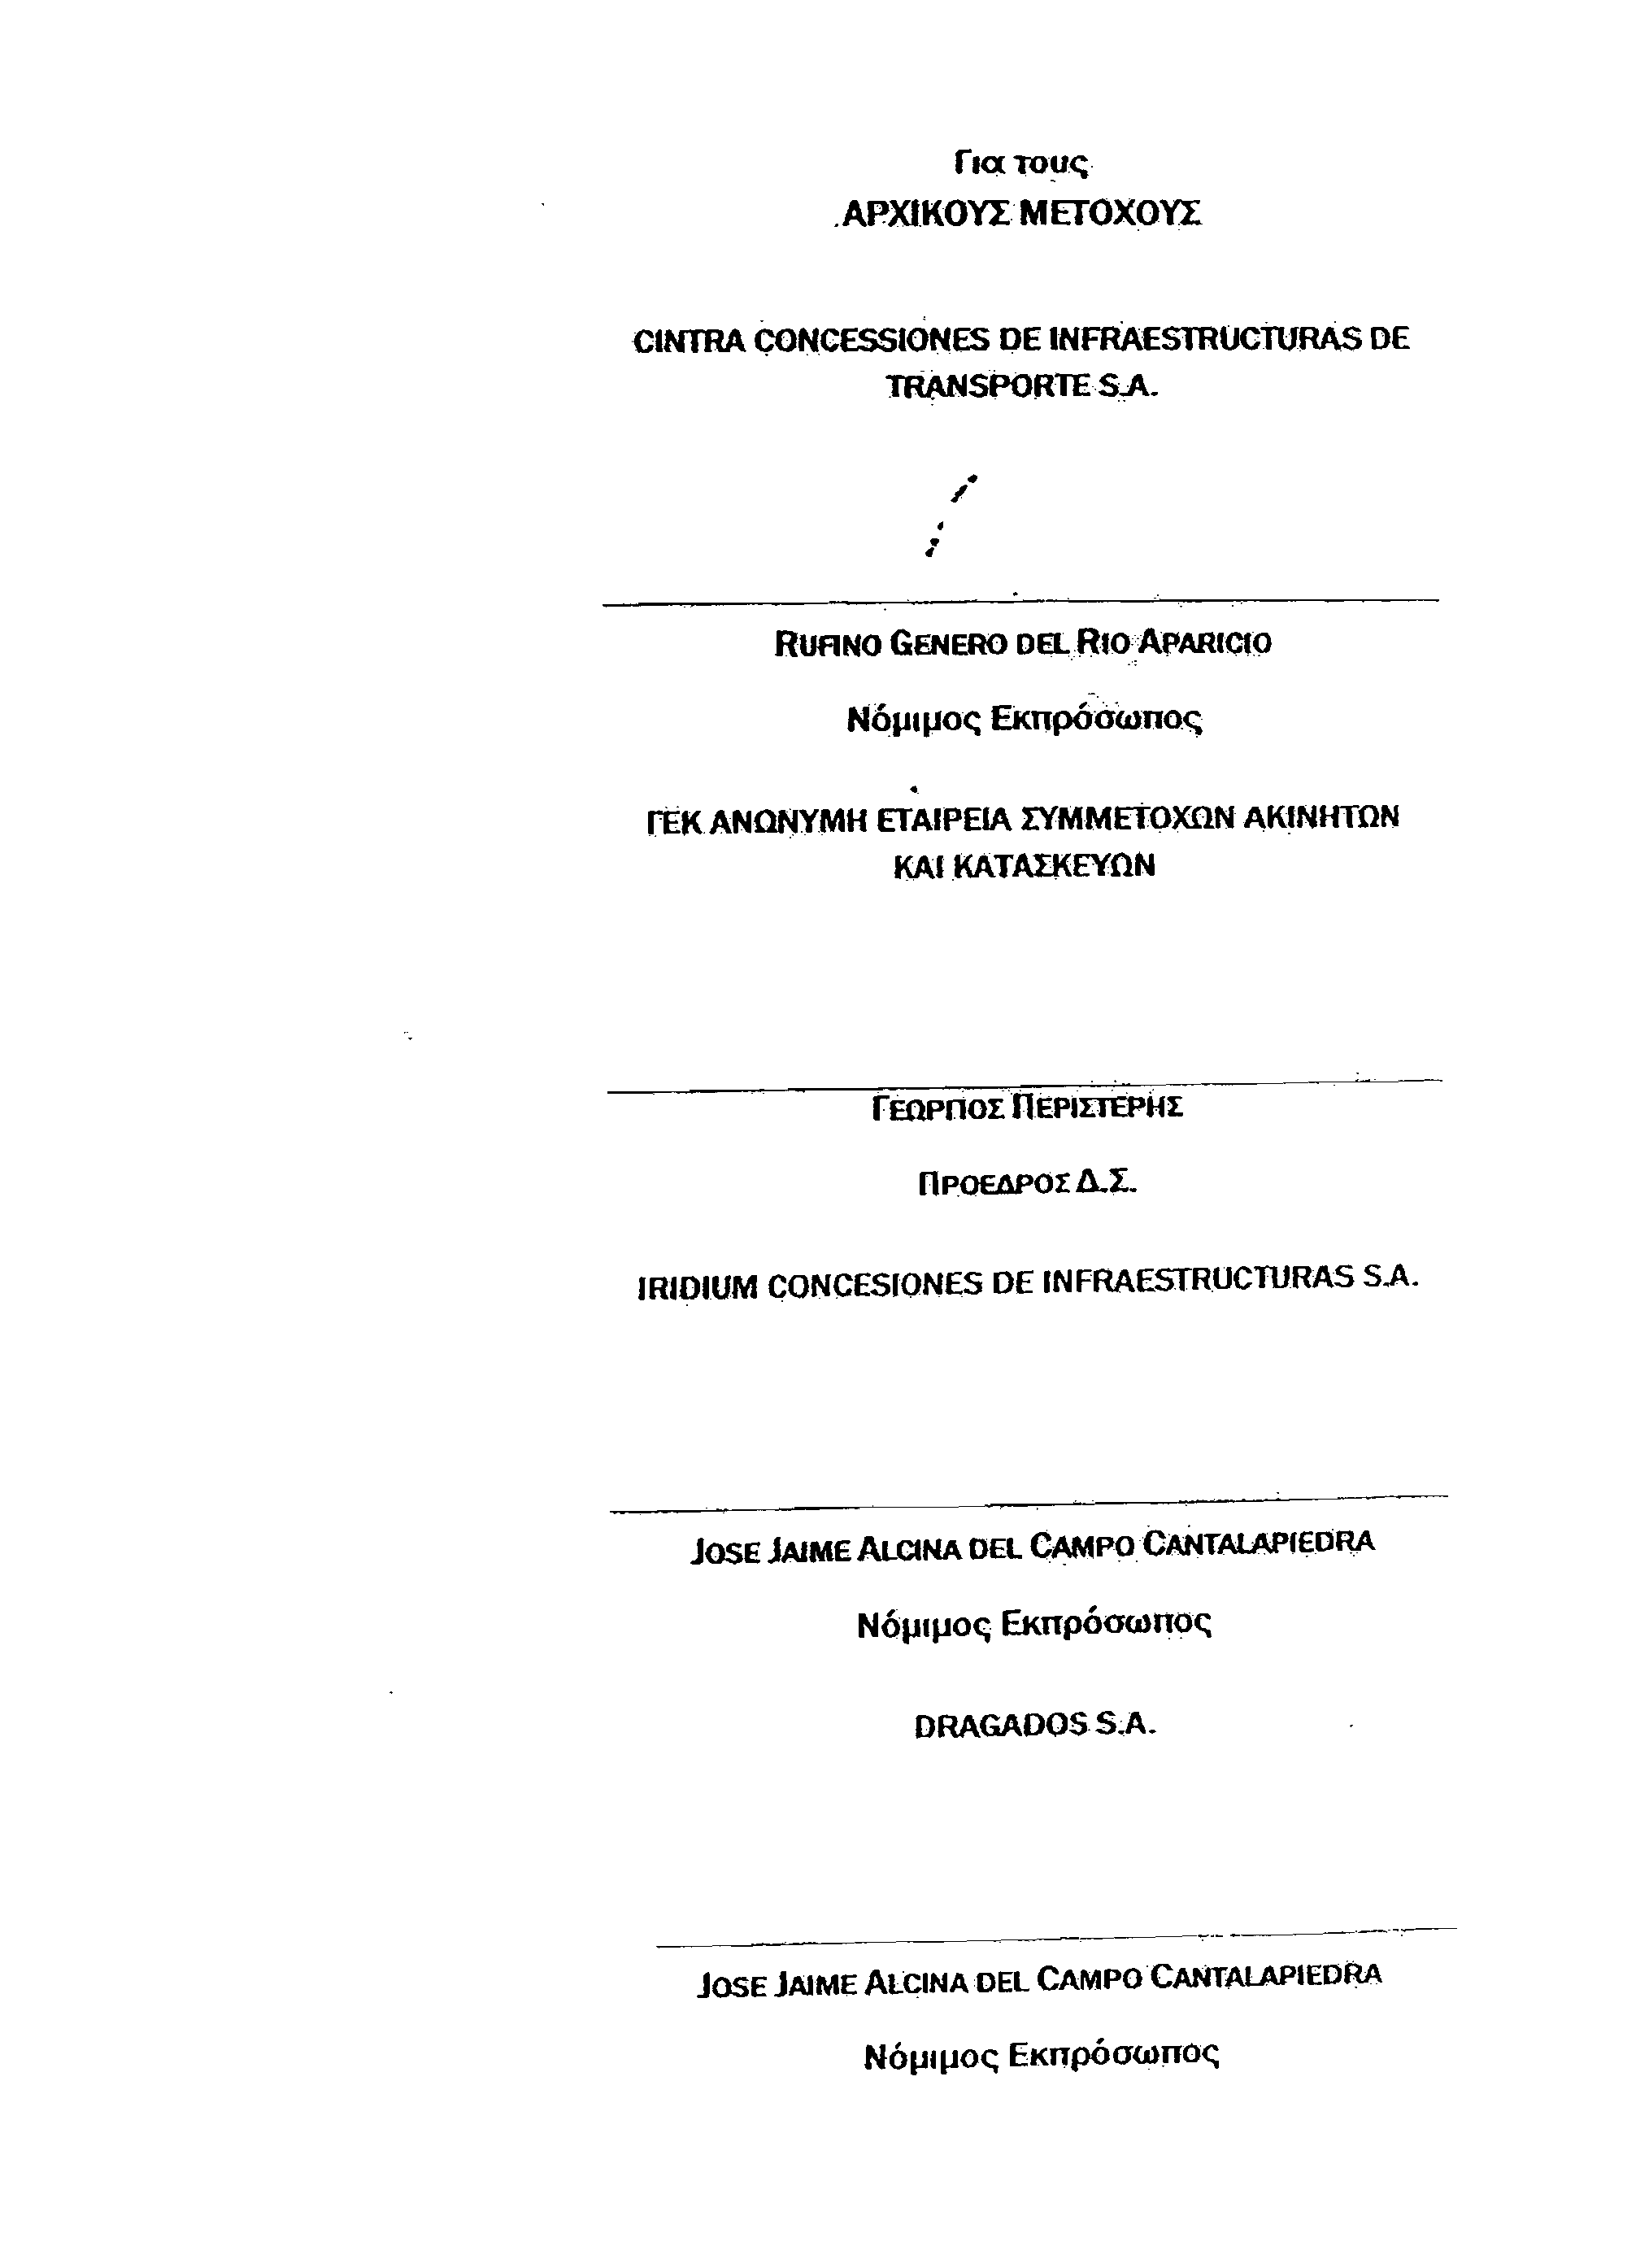 Για τους
ΑΡΧΙΚΟΥΣ ΜΕΤΟΧΟΥΣ
CINTRA CONCESSIONES DE INFRAESTRUCTURAS DE
TRANSPORTE S.A.
RUFINO GENERO DEL RIO APARICIO
Νόμιμος Εκπρόσωπος
ΓΕΚ ΑΝΩΝΥΜΗ ΕΤΑΙΡΕΙΑ ΣΥΜΜΕΤΟΧΩΝ ΑΚΙΝΗΤΩΝ
ΚΑΙ ΚΑΤΑΣΚΕΥΩΝ
ΓΕΩΡΓΙΟΣ ΠΕΡΙΣΤΕΡΗΣ
ΠΡΟΕΔΡΟΣ Δ.Σ.
IRIDIUM CONCESIONES DE INFRAESTRUCTURAS S.A.
JOSE JAIME ALCINA DEL CAMPO CANTALAPIEDRA
Νόμιμος Εκπρόσωπος
DRAGADOS S.A.
JOSE JAIME ALCINA DEL CAMPO CANTALAPIEDRA
Νόμιμος Εκπρόσωπος